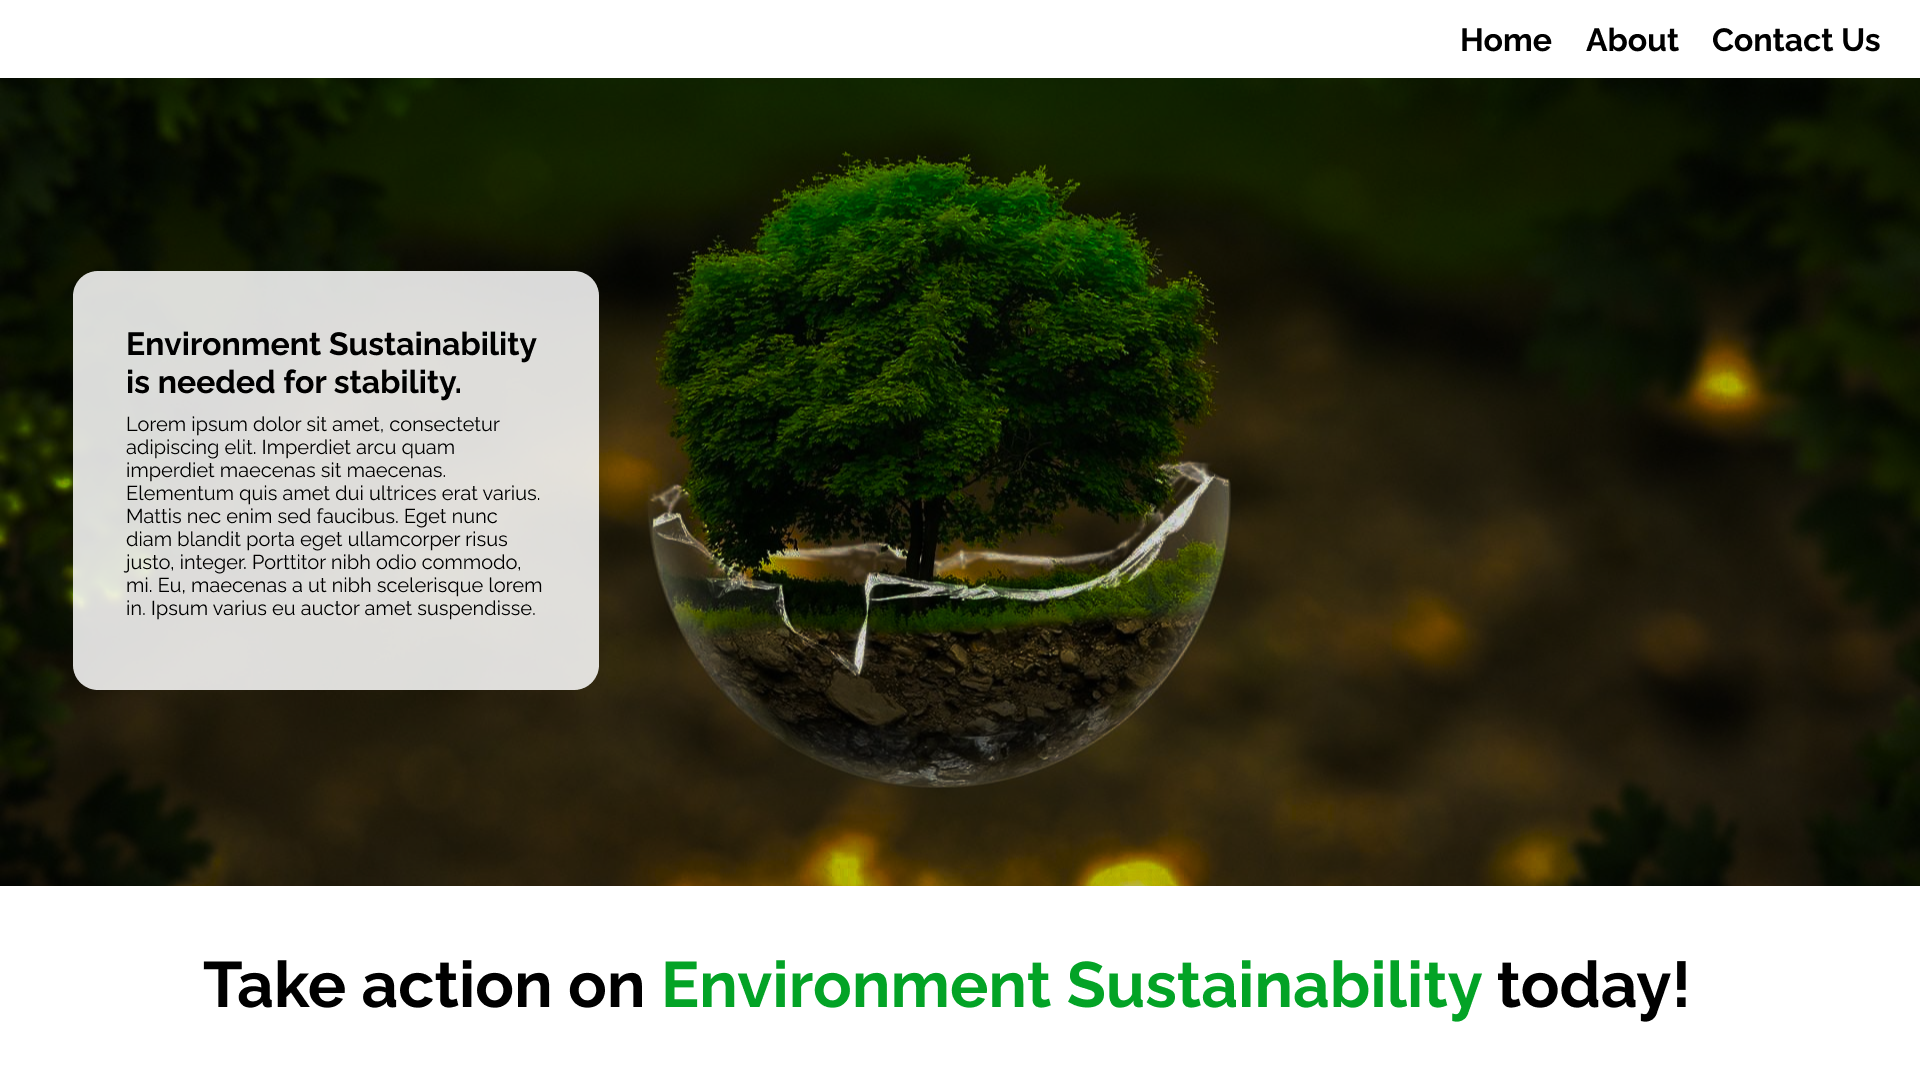 Home About Contact Us
Environment Sustainability
is needed for stability.
Lorem ipsum dolor sit amet, consectetur
adipiscing elit. Imperdiet arcu quam
imperdiet maecenas sit maecenas.
Elementum quis amet dui ultrices erat varius.
Mattis nec enim sed faucibus. Eget nunc
diam blandit porta eget ullamcorper risus
justo, integer. Porttitor nibh odio commodo,
mi. Eu, maecenas a ut nibh scelerisque lorem
in. Ipsum varius eu auctor amet suspendisse.
Take action on Environment Sustainability today!